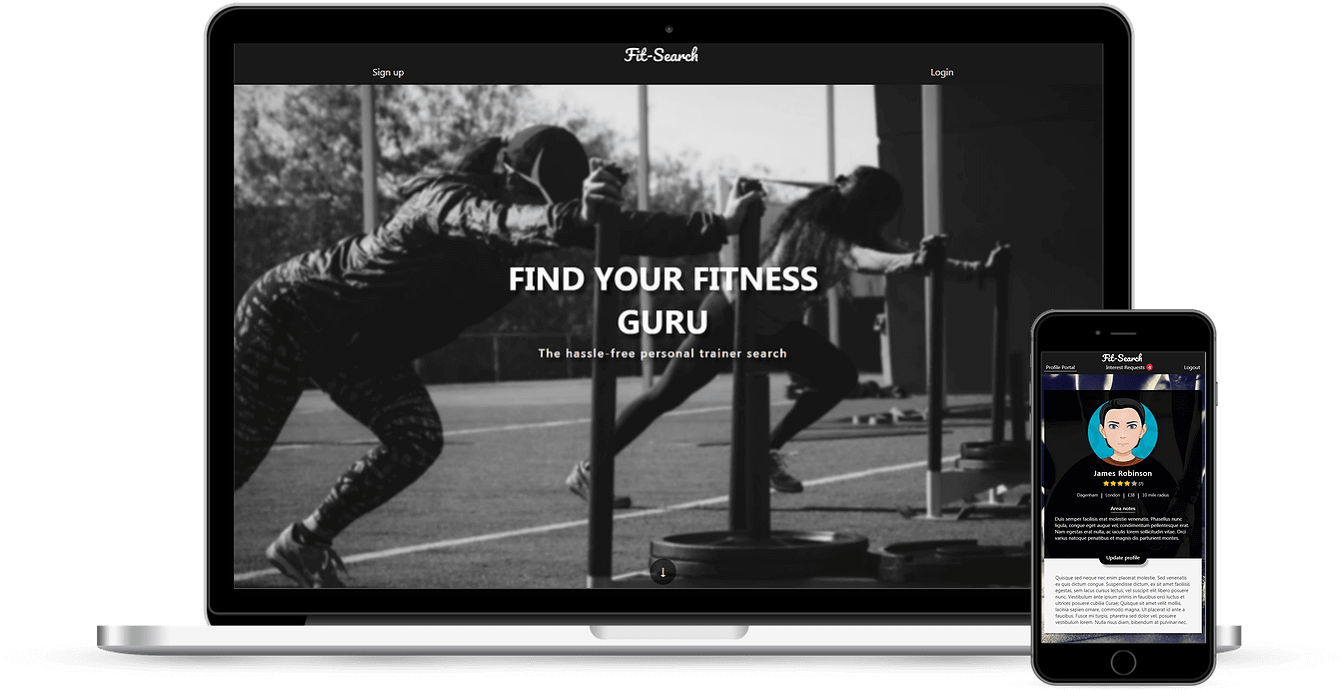 Fit-Search
Sign up
Login
FIND YOUR FITNESS
GURU
The hassle-free personal trainer search
Fit-Search
Profile Portal
Interest Requests 4
Logout
James Robinson
(7)
Dagenham | London | £38 | 10 mile radius
Area notes
Duis semper facilisis erat molestie venenatis. Phasellus nunc
ligula, congue eget augue vel, condimentum pellentesque erat.
Nam egestas erat nulla, ac iaculis lorem sollicitudin vitae. Orci
varius natoque penatibus et magnis dis parturient montes.
Update profile
Quisque sed neque nec enim placerat molestie. Sed venenatis
ex quis dictum congue. Suspendisse dictum, ex sit amet facilisis
egestas, sem lacus cursus lectus, vel suscipit elit libero posuere
nunc. Vestibulum ante ipsum primis in faucibus orci luctus et
ultrices posuere cubilia Curae; Quisque sit amet velit mollis,
lacinia sapien ornare, commodo magna. Ut placerat id ante a
faucibus. Fusce mi turpis, pharetra sed dolor vel, posuere
vestibulum lorem. Nulla risus diam, bibendum at pulvinar nec.